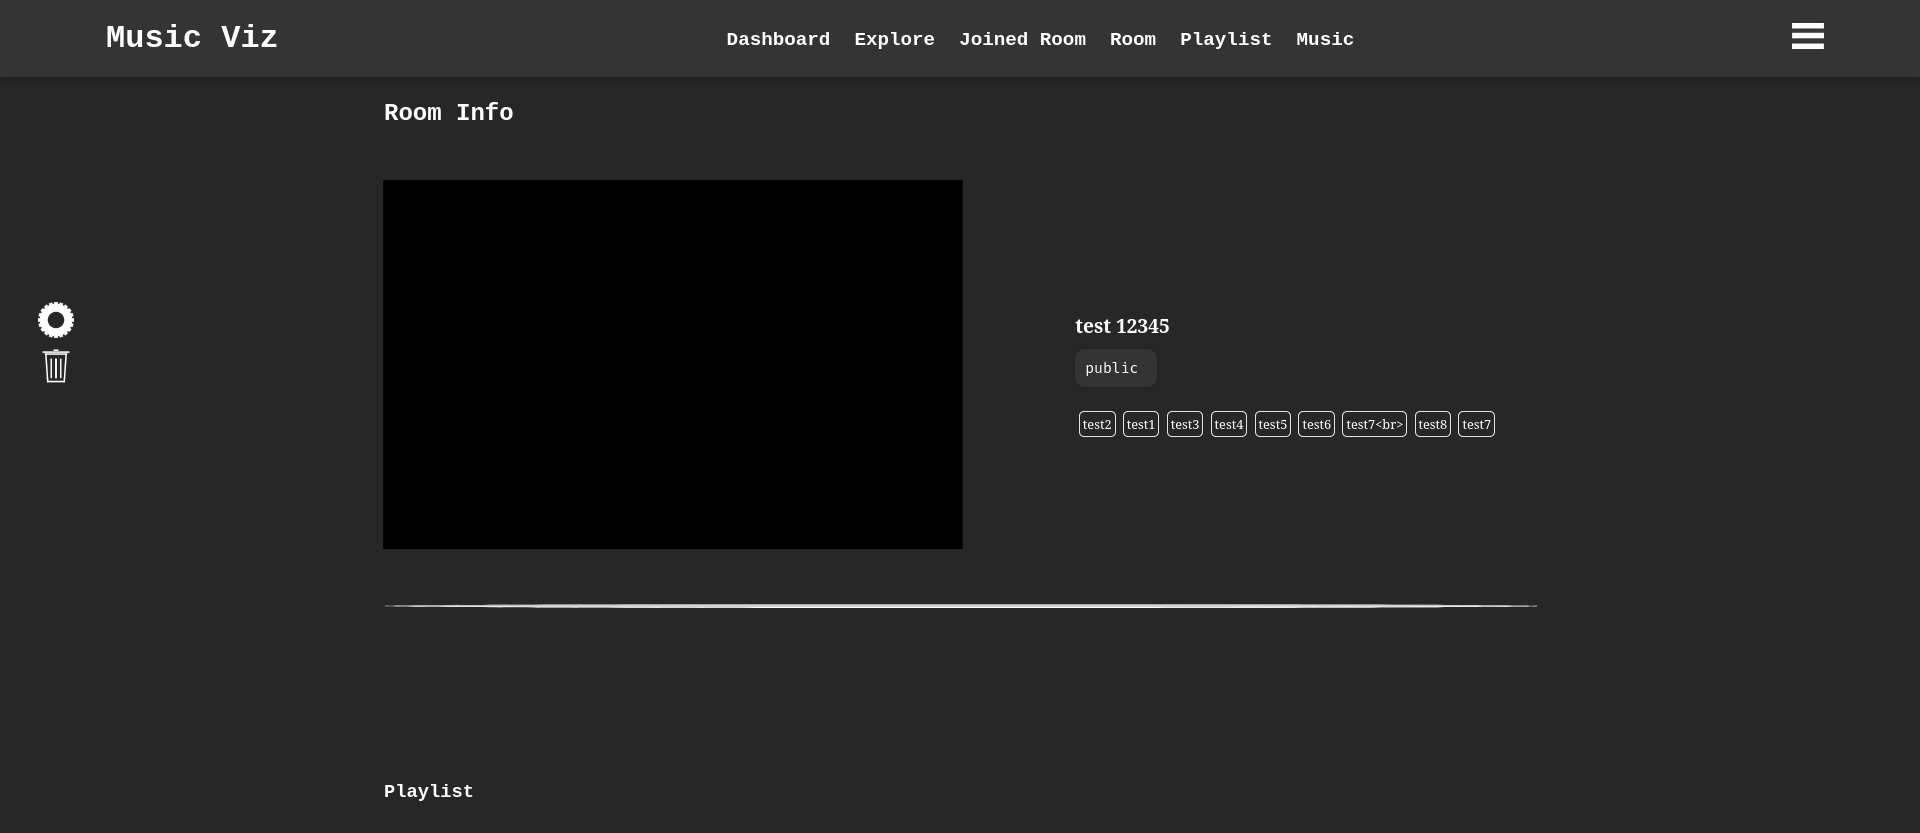 Music Viz
Dashboard Explore Joined Room Room Playlist Music
Room Info
test 12345
public
test2 test1 test3 test4 test5 test6 test7<br> test8 test7
Playlist